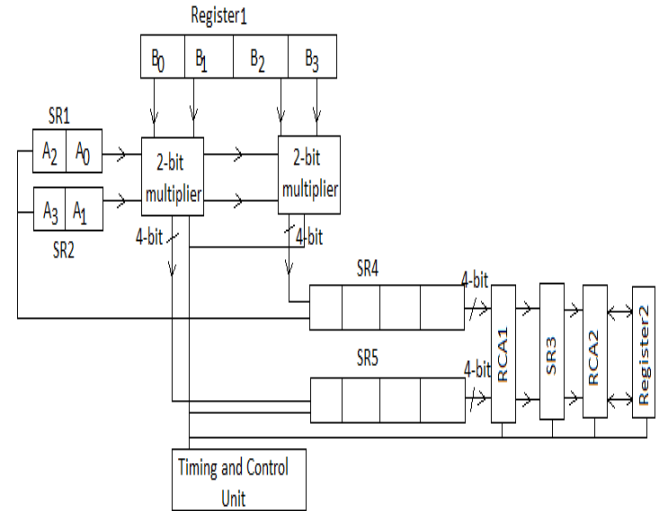 Register1
B0 B1 B2 B3
SR1
A2 A0
2-bit
multiplier
2-bit
multiplier
A3 A1
SR2
4-bit
4-bit
SR4
4-bit
SR5
4-bit
RCA1
SR3
RCA2
Register2
Timing and Control
Unit